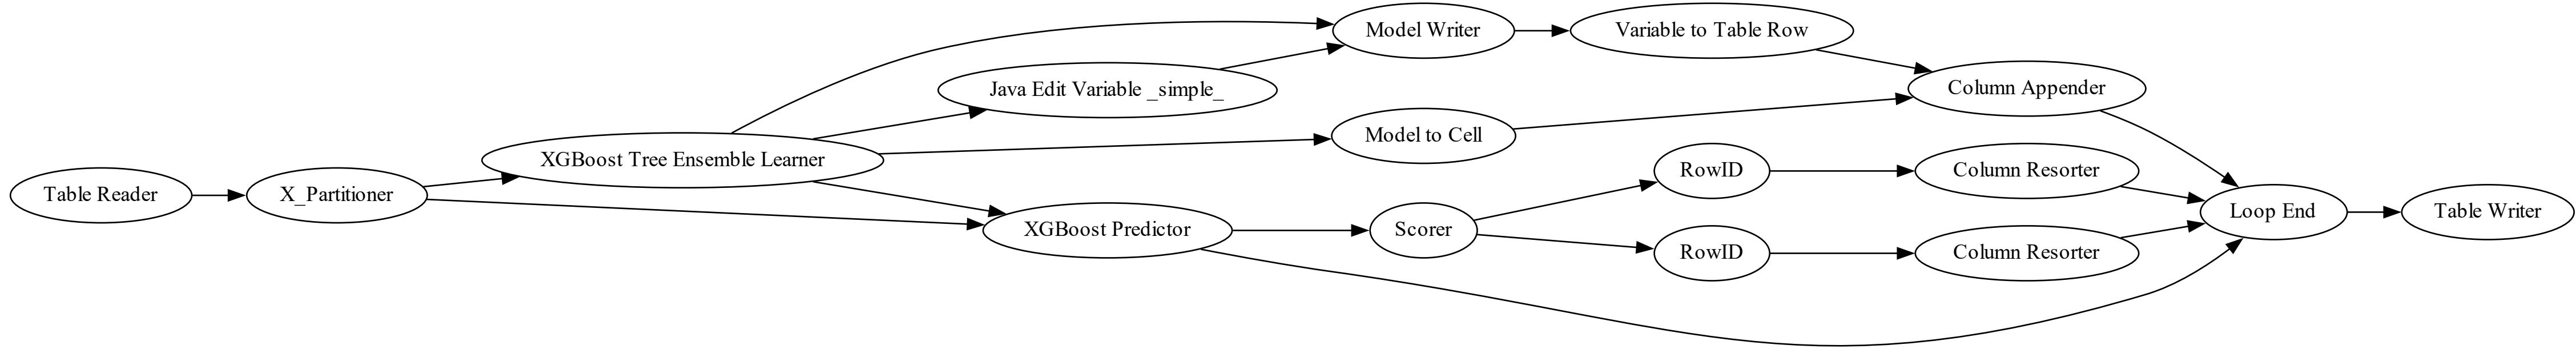 Table Reader
X_Partitioner
XGBoost Tree Ensemble Learner
Java Edit Variable _simple_
XGBoost Predictor
Model Writer
Model to Cell
Scorer
Variable to Table Row
RowID
RowID
Column Appender
Column Resorter
Column Resorter
Loop End
Table Writer